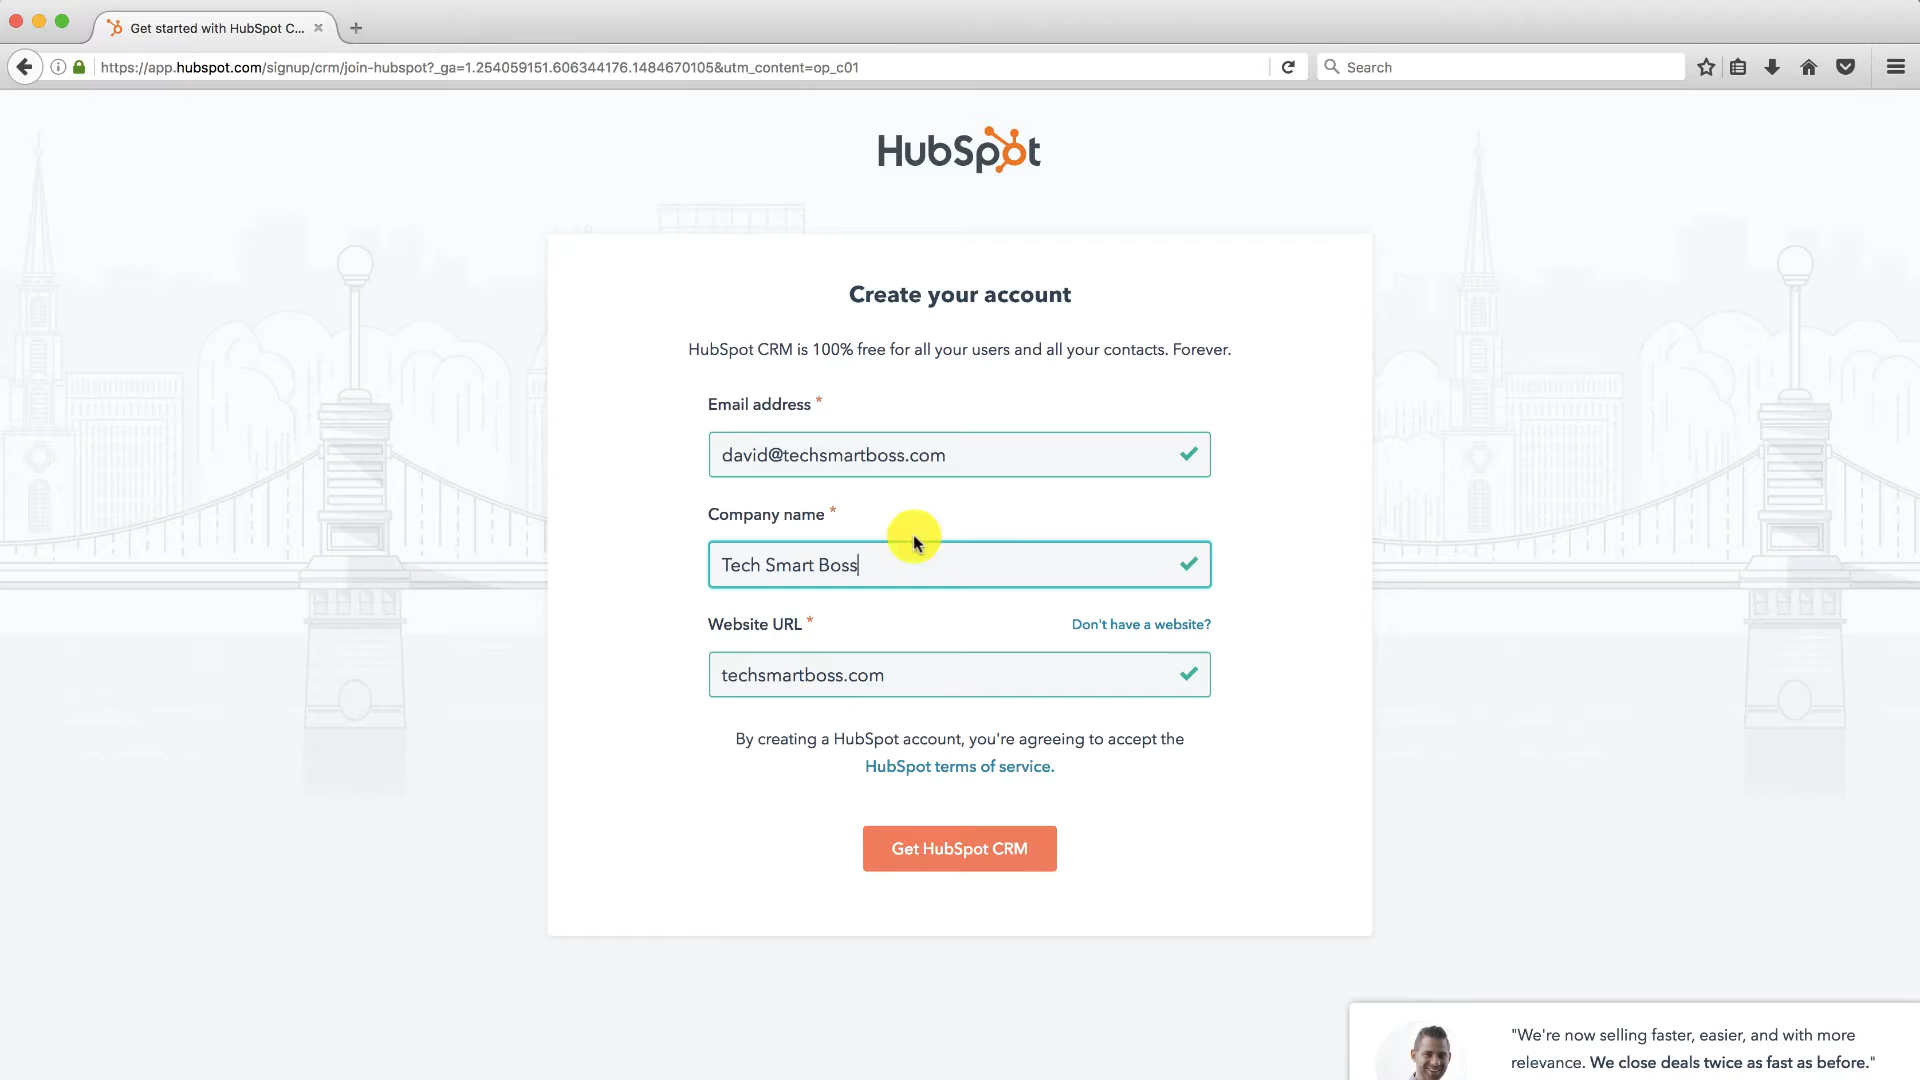 Get started with HubSpot C...
https://app.hubspot.com/signup/crm/join-hubspot?_ga=1.254059151.606344176.1484670105&utm_content=op_c01
Search
HubSpot
Create your account
HubSpot CRM is 100% free for all your users and all your contacts. Forever.
Email address *
david@techsmartboss.com
Company name *
Tech Smart Boss
Website URL *
Don't have a website?
techsmartboss.com
By creating a HubSpot account, you're agreeing to accept the
HubSpot terms of service.
Get HubSpot CRM
"We're now selling faster, easier, and with more
relevance. We close deals twice as fast as before."